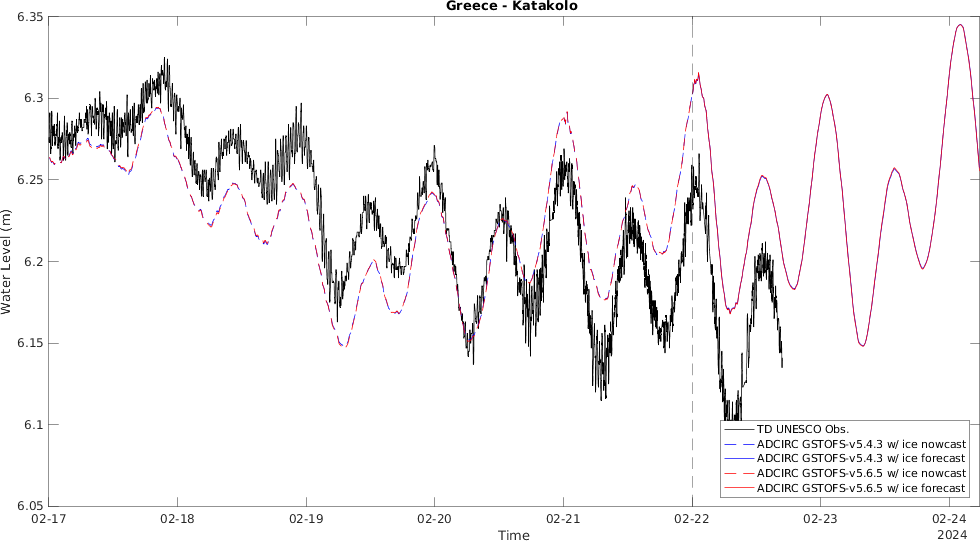 Greece - Katakolo
6.35
6.3
6.25
6.2
6.15
6.1
6.05
Water Level (m)
02-17 02-18 02-19 02-20 02-21 02-22 02-23 02-24
2024
Time
TD UNESCO Obs.
ADCIRC GSTOFS-v5.4.3 w/ ice nowcast
ADCIRC GSTOFS-v5.4.3 w/ ice forecast
ADCIRC GSTOFS-v5.6.5 w/ ice nowcast
ADCIRC GSTOFS-v5.6.5 w/ ice forecast